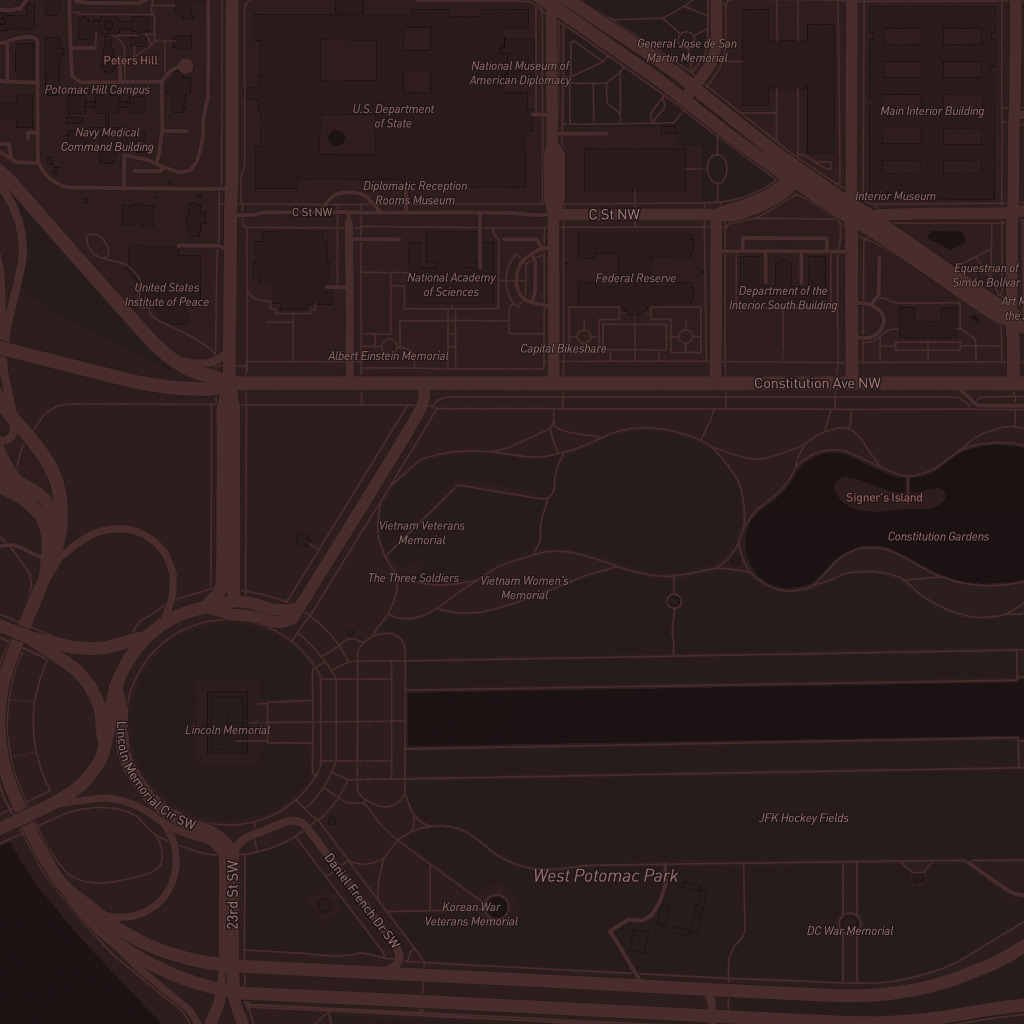 General Jose de San
Martin Memorial
Peters Hill
National Museum of
American Diplomacy
Potomac Hill Campus
U.S. Department
of State
Main Interior Building
Navy Medical
Command Building
Diplomatic Reception
Rooms Museum
Interior Museum
C St NW
C St NW
United States
Institute of Peace
National Academy
of Sciences
Federal Reserve
Department of the
Interior South Building
Equestrian of
Simón Bolívar
Art M
the
Albert Einstein Memorial
Capital Bikeshare
Constitution Ave NW
Signer's Island
Vietnam Veterans
Memorial
Constitution Gardens
The Three Soldiers
Vietnam Women's
Memorial
Lincoln Memorial
Lincoln Memorial Cir SW
JFK Hockey Fields
West Potomac Park
23rd St SW
Daniel French Dr SW
Korean War
Veterans Memorial
DC War Memorial